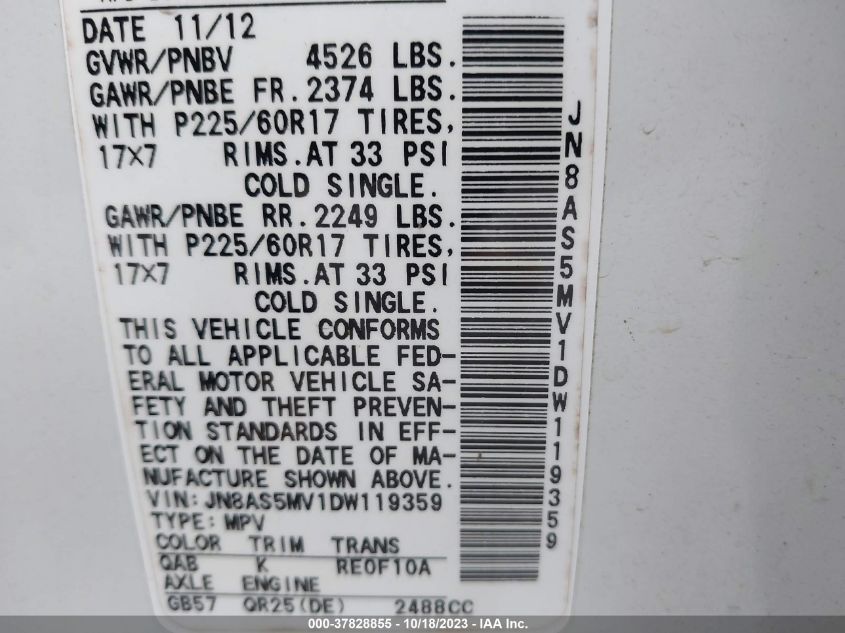 DATE 11/12
GVWR/PNBV 4526 LBS.
GAWR/PNBE FR. 2374 LBS.
WITH P225/60R17 TIRES,
17X7 RIMS. AT 33 PSI
COLD SINGLE.
GAWR/PNBE RR. 2249 LBS.
WITH P225/60R17 TIRES,
17X7 RIMS. AT 33 PSI
COLD SINGLE.
THIS VEHICLE CONFORMS
TO ALL APPLICABLE FED-
ERAL MOTOR VEHICLE SA-
FETY AND THEFT PREVEN-
TION STANDARDS IN EFF-
ECT ON THE DATE OF MA-
NUFACTURE SHOWN ABOVE.
VIN: JN8AS5MV1DW119359
TYPE: MPV
COLOR TRIM TRANS
QAB K RE0F10A
AXLE ENGINE
GB57 QR25(DE) 2488CC
JN8AS5MV1DW119359
000-37828855 - 10/18/2023 - IAA Inc.